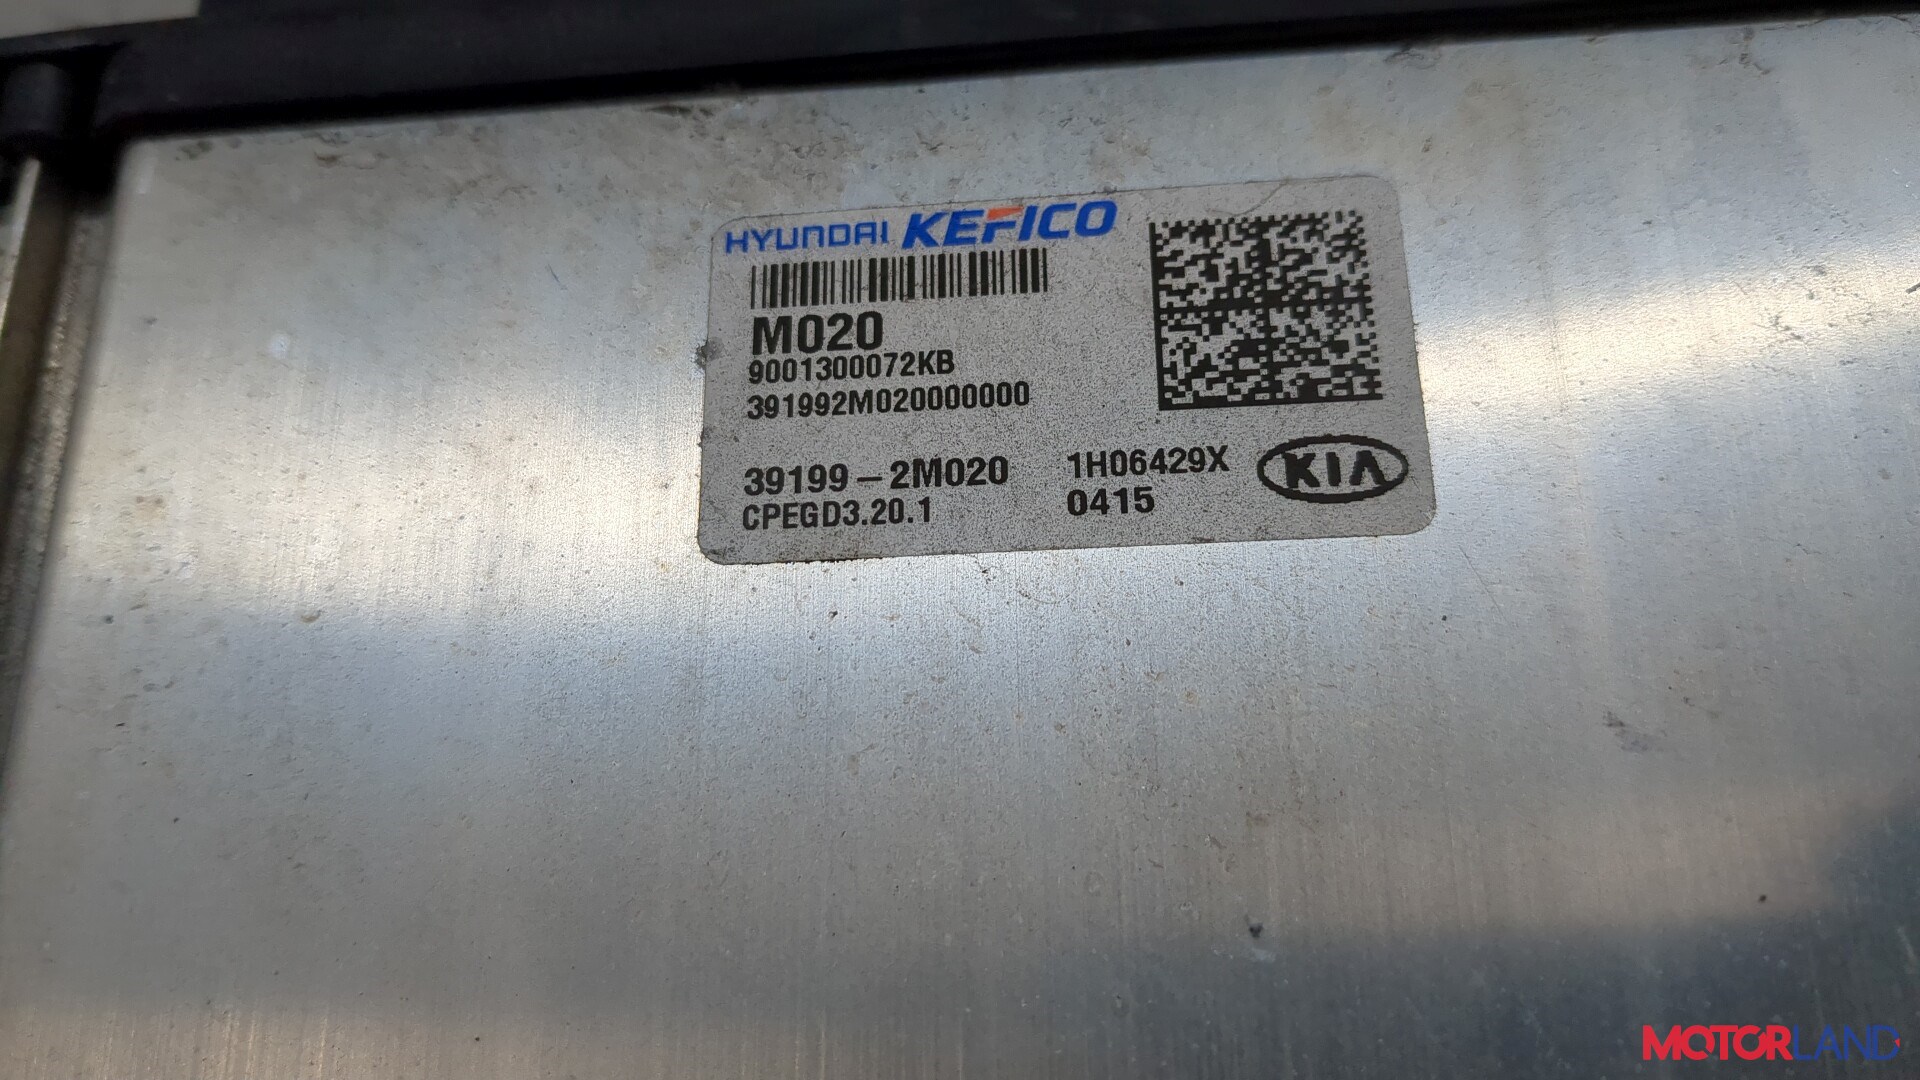 HYUNDAI KEFICO
M020
9001300072KB
391992M020000000
39199-2M020
CPEGD3.20.1
1H06429X
0415
KIA
MOTORLAND